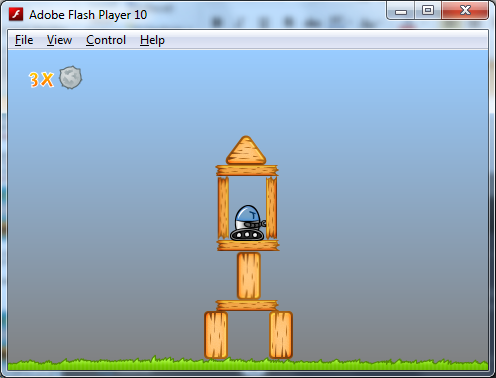 Adobe Flash Player 10
File View Control Help
3X